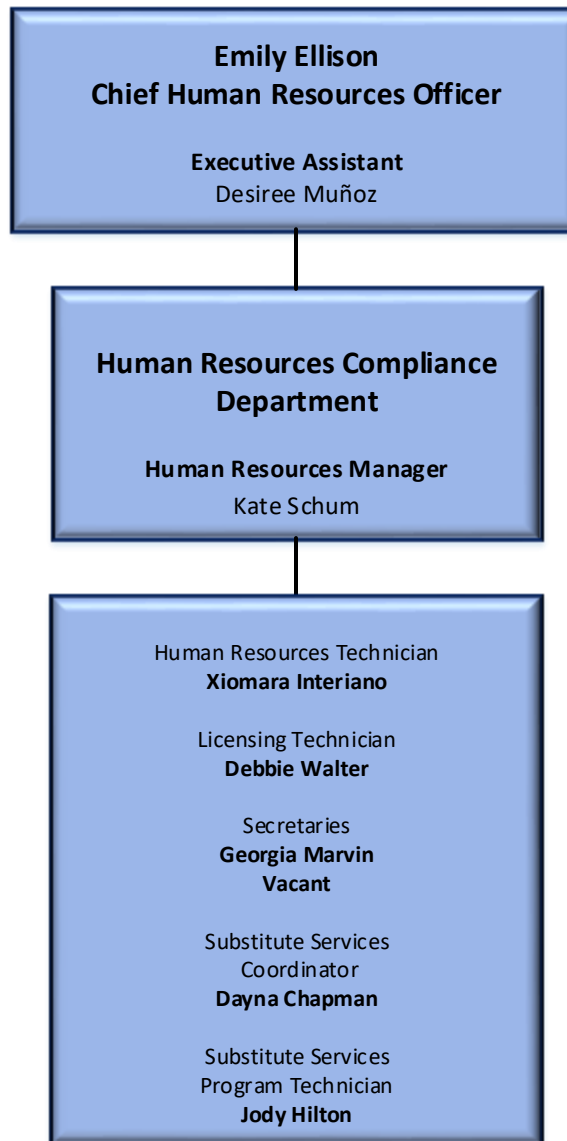 Emily Ellison
Chief Human Resources Officer
Executive Assistant
Desiree Muñoz
Human Resources Compliance
Department
Human Resources Manager
Kate Schum
Human Resources Technician
Xiomara Interiano
Licensing Technician
Debbie Walter
Secretaries
Georgia Marvin
Vacant
Substitute Services
Coordinator
Dayna Chapman
Substitute Services
Program Technician
Jody Hilton